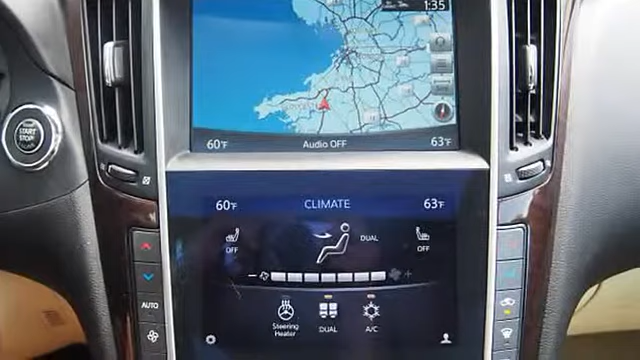 1:35
60°F Audio OFF 63°F
START
STOP
60°F CLIMATE 63°F
OFF DUAL OFF
− +
AUTO
Steering
Heater
DUAL
A/C